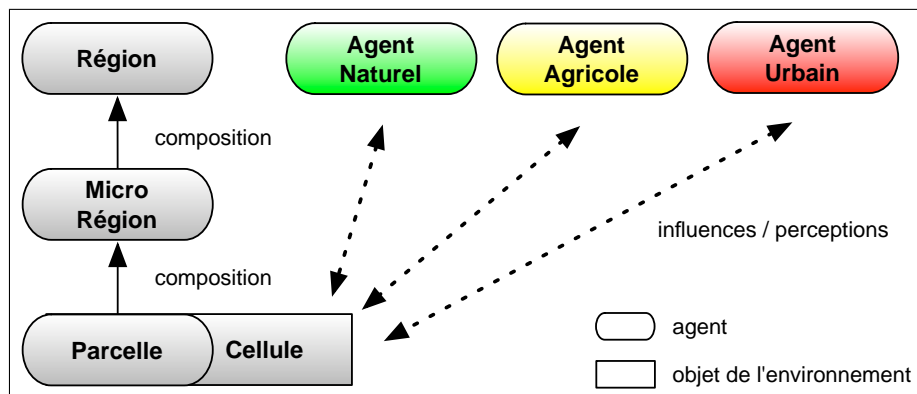 Région
Agent
Naturel
Agent
Agricole
Agent
Urbain
composition
Micro
Région
influences / perceptions
composition
Parcelle
Cellule
agent
objet de l'environnement